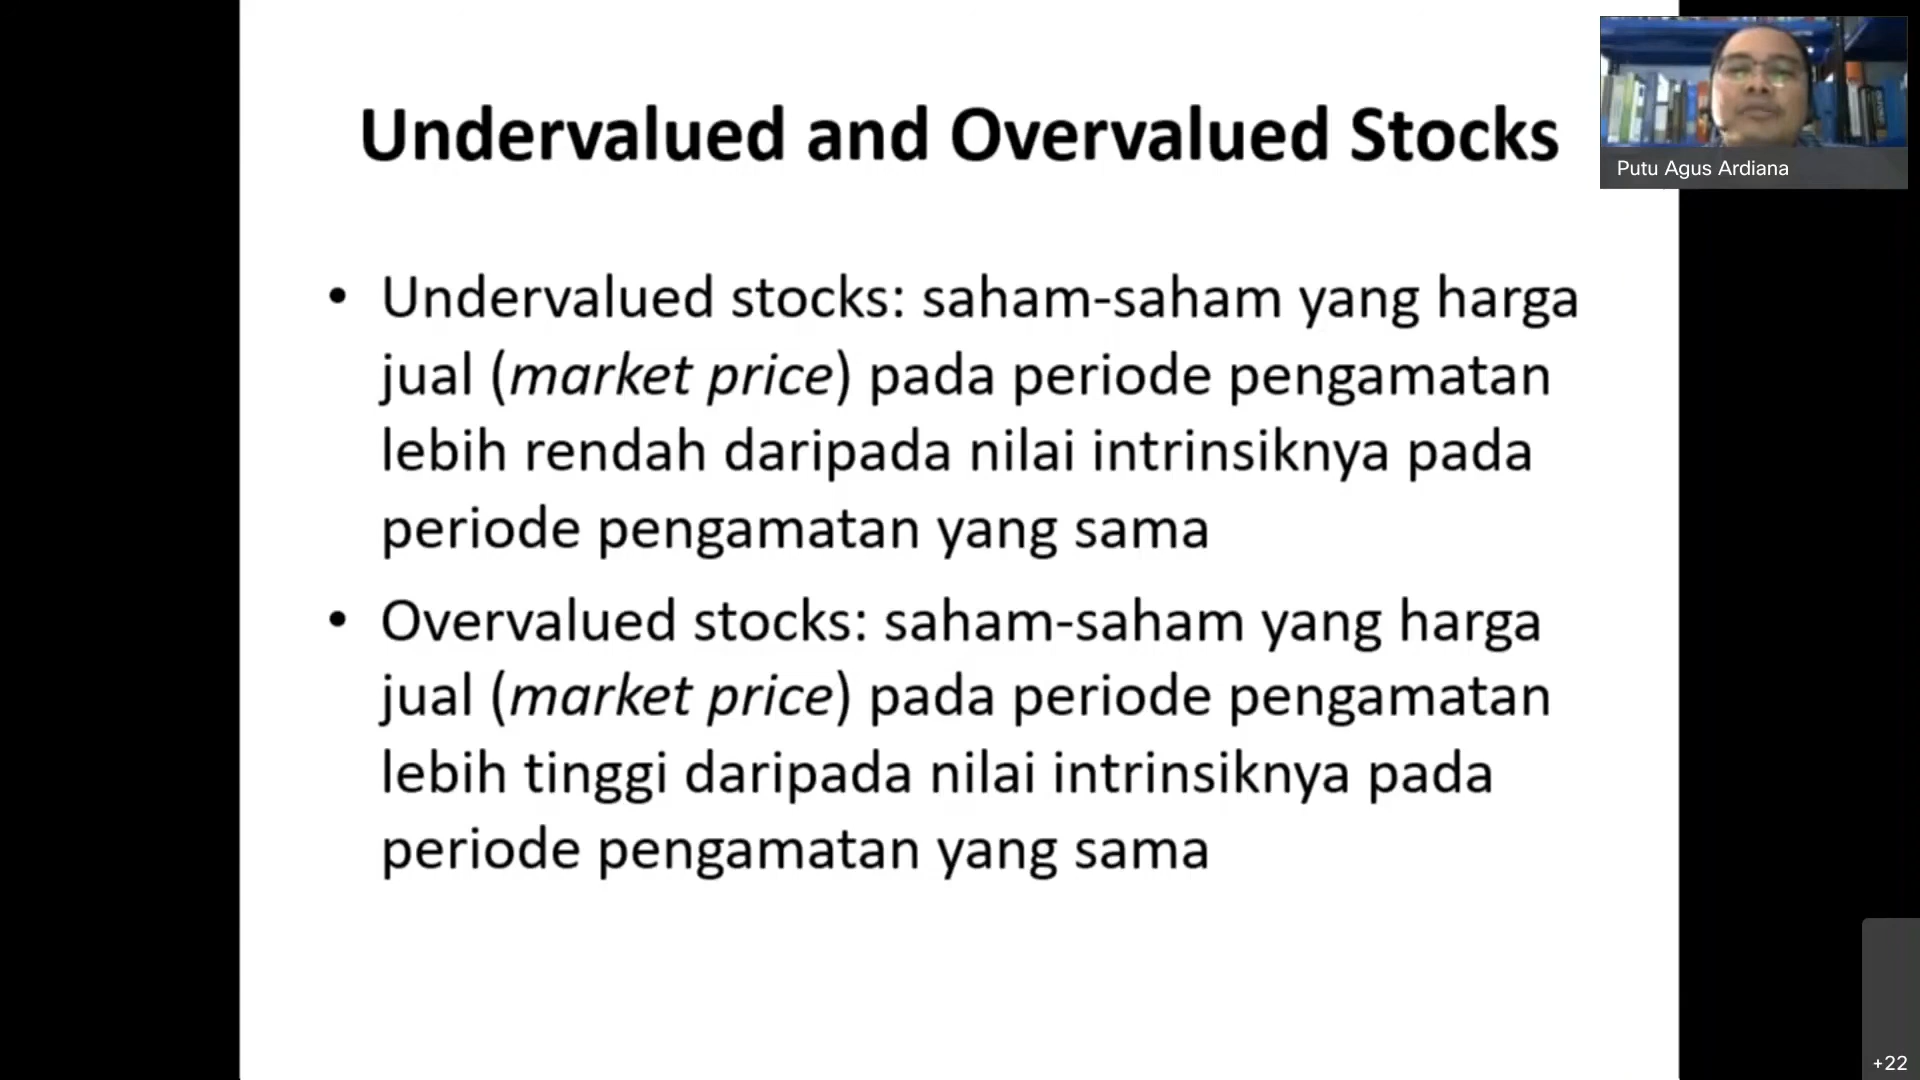 Undervalued and Overvalued Stocks
Putu Agus Ardiana
• Undervalued stocks: saham-saham yang harga
jual (market price) pada periode pengamatan
lebih rendah daripada nilai intrinsiknya pada
periode pengamatan yang sama
• Overvalued stocks: saham-saham yang harga
jual (market price) pada periode pengamatan
lebih tinggi daripada nilai intrinsiknya pada
periode pengamatan yang sama
+22